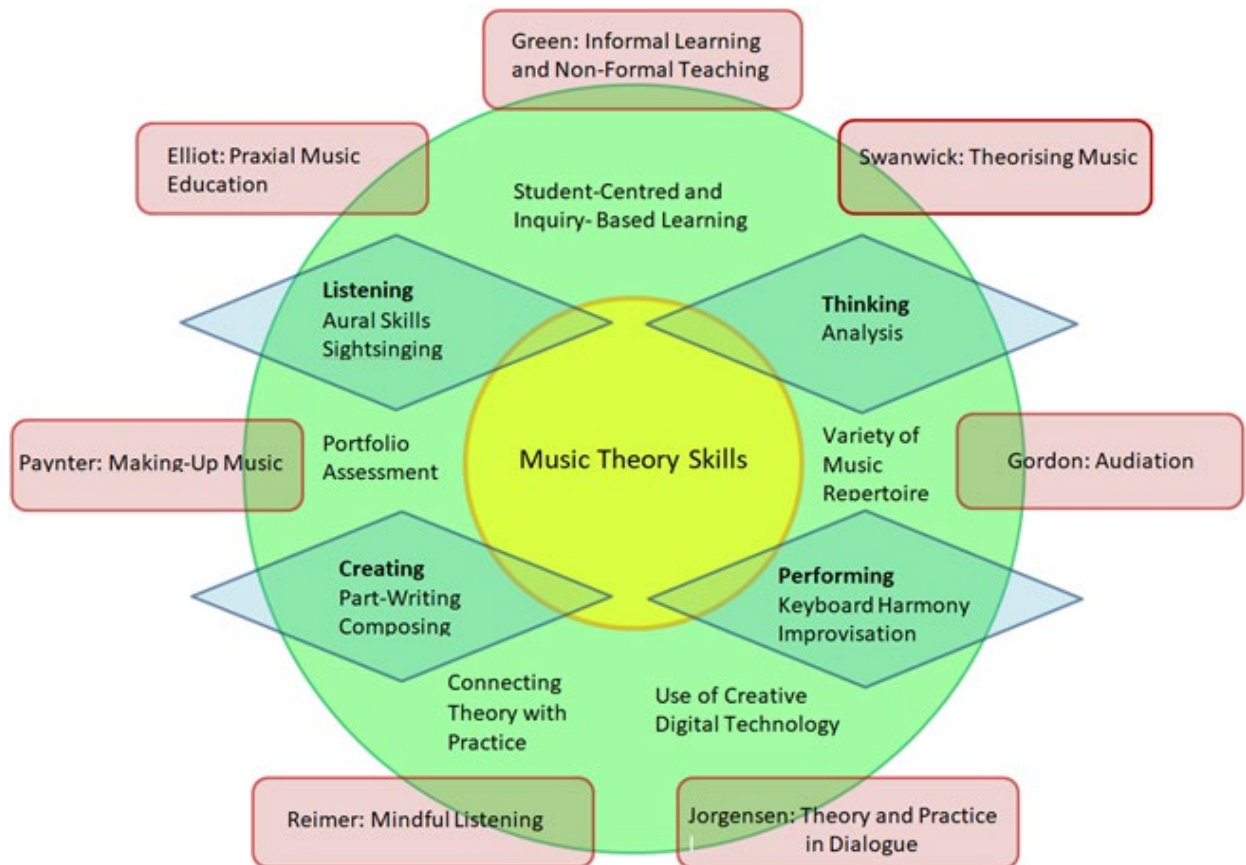 Green: Informal Learning
and Non-Formal Teaching
Elliot: Praxial Music
Education
Swanwick: Theorising Music
Student-Centred and
Inquiry- Based Learning
Listening
Aural Skills
Sightsinging
Thinking
Analysis
Paynter: Making-Up Music
Portfolio
Assessment
Music Theory Skills
Variety of
Music
Repertoire
Gordon: Audiation
Creating
Part-Writing
Composing
Performing
Keyboard Harmony
Improvisation
Connecting
Theory with
Practice
Use of Creative
Digital Technology
Reimer: Mindful Listening
Jorgensen: Theory and Practice
in Dialogue